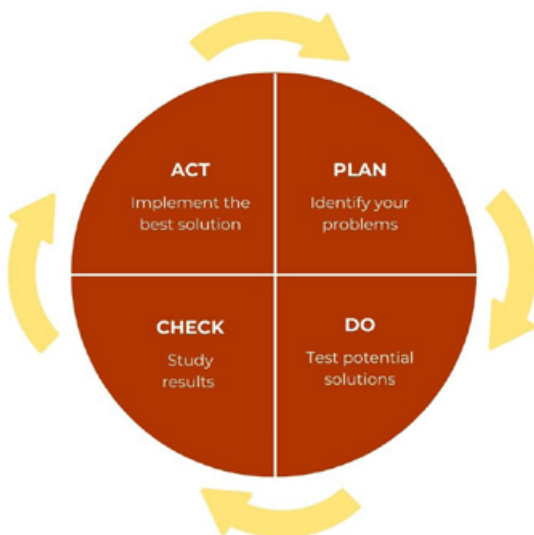 ACT
Implement the
best solution
PLAN
Identify your
problems
CHECK
Study
results
DO
Test potential
solutions